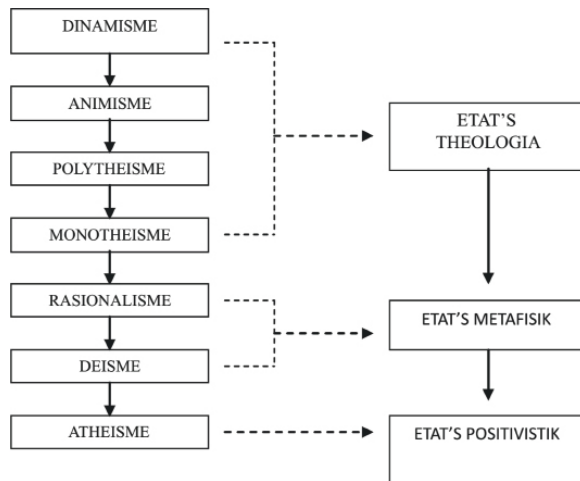 DINAMISME
ANIMISME
POLYTHEISME
MONOTHEISME
RASIONALISME
DEISME
ATHEISME
ETAT’S
THEOLOGIA
ETAT’S METAFISIK
ETAT’S POSITIVISTIK